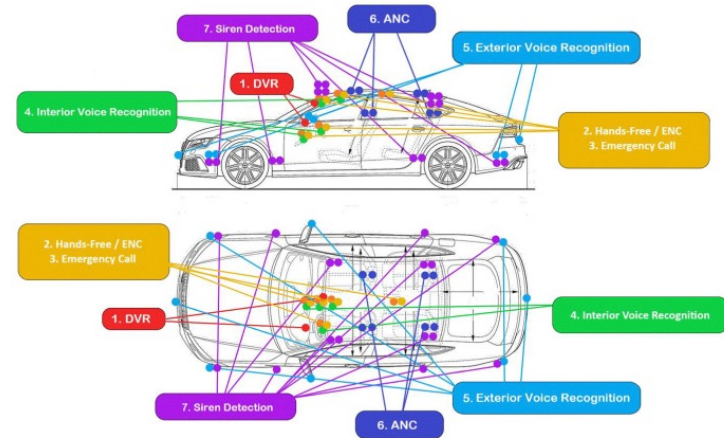 7. Siren Detection
6. ANC
5. Exterior Voice Recognition
1. DVR
4. Interior Voice Recognition
2. Hands-Free / ENC
3. Emergency Call
2. Hands-Free / ENC
3. Emergency Call
1. DVR
4. Interior Voice Recognition
7. Siren Detection
5. Exterior Voice Recognition
6. ANC